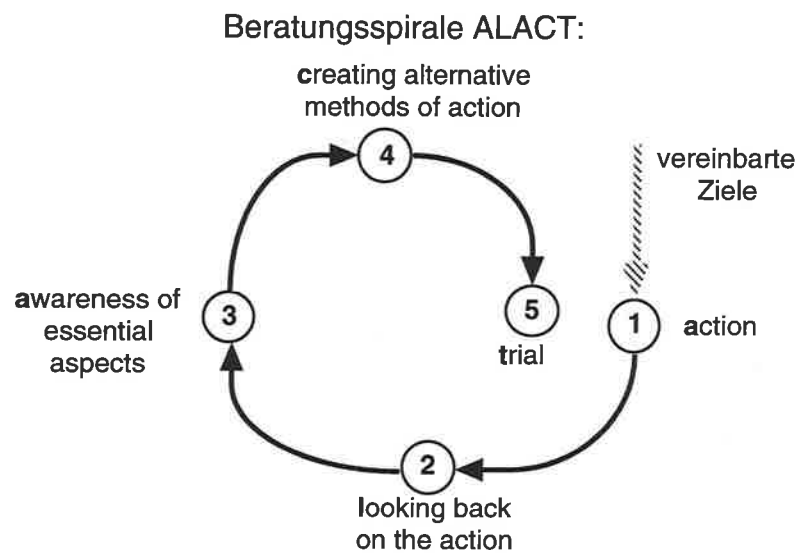 Beratungsspirale ALACT:
creating alternative
methods of action
4
vereinbarte
Ziele
awareness of
essential
aspects
3
5
trial
1
action
2
looking back
on the action